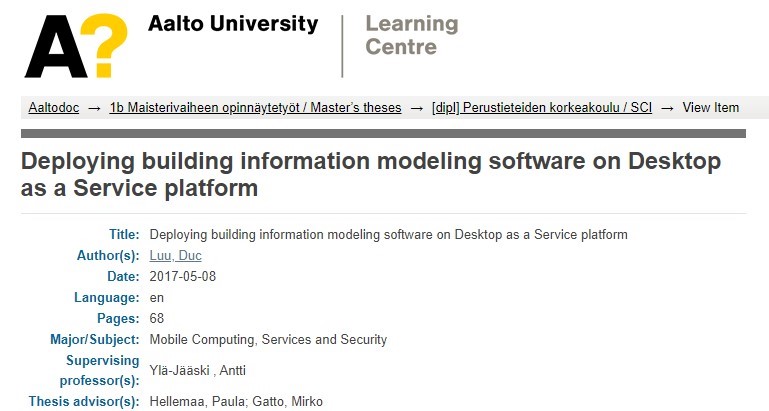 A?
Aalto University
Learning
Centre
Aaltodoc → 1b Maisterivaiheen opinnäytetyöt / Master's theses → [dipl] Perustieteiden korkeakoulu / SCI → View Item
Deploying building information modeling software on Desktop
as a Service platform
Title: Deploying building information modeling software on Desktop as a Service platform
Author(s): Luu, Duc
Date: 2017-05-08
Language: en
Pages: 68
Major/Subject: Mobile Computing, Services and Security
Supervising
professor(s): Ylä-Jääski , Antti
Thesis advisor(s): Hellemaa, Paula; Gatto, Mirko